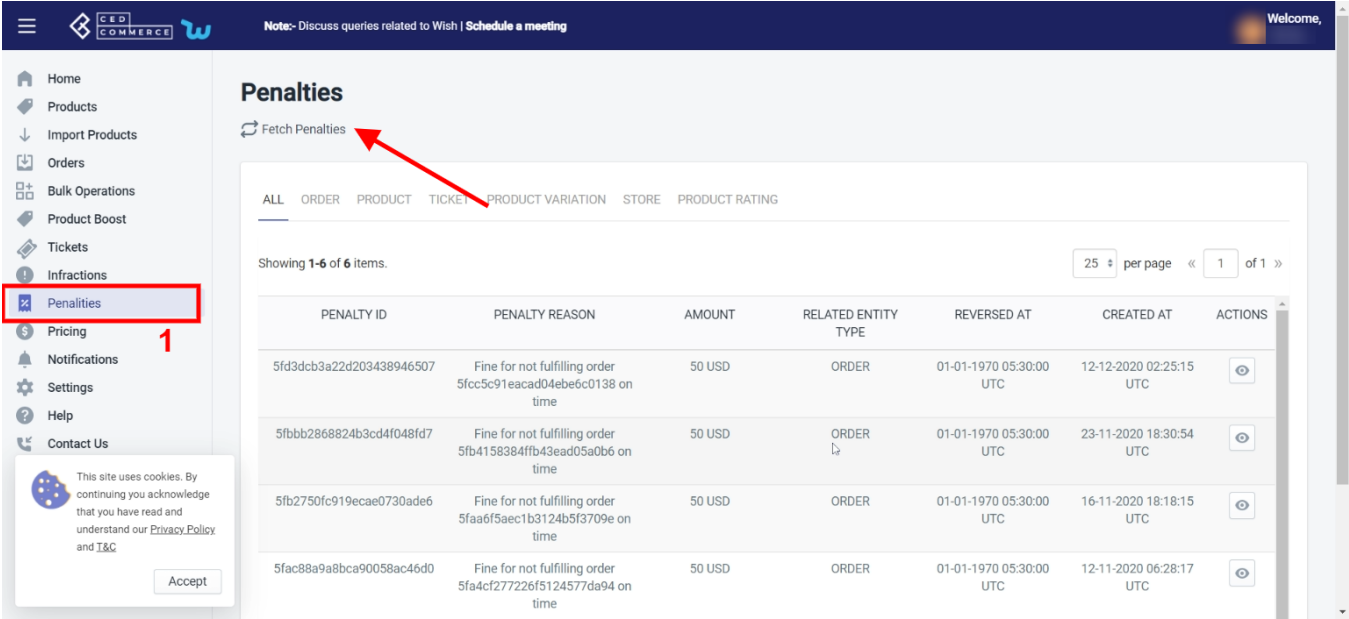 CED
COMMERCE
Note:- Discuss queries related to Wish | Schedule a meeting
Welcome,
Home
Products
Import Products
Orders
Bulk Operations
Product Boost
Tickets
Infractions
Penalities
1
Pricing
Notifications
Settings
Help
Contact Us
This site uses cookies. By
continuing you acknowledge
that you have read and
understand our Privacy Policy
and T&C
Accept
Penalties
Fetch Penalties
ALL ORDER PRODUCT TICKET PRODUCT VARIATION STORE PRODUCT RATING
Showing 1-6 of 6 items.
25 per page « 1 of 1 »
PENALTY ID PENALTY REASON AMOUNT RELATED ENTITY REVERSED AT CREATED AT ACTIONS
TYPE
5fd3dcb3a22d203438946507 Fine for not fulfilling order 50 USD ORDER 01-01-1970 05:30:00 12-12-2020 02:25:15
5fcc5c91eacad04ebe6c0138 on UTC UTC
time
5fbbb2868824b3cd4f048fd7 Fine for not fulfilling order 50 USD ORDER 01-01-1970 05:30:00 23-11-2020 18:30:54
5fb4158384ffb43ead05a0b6 on UTC UTC
time
5fb2750fc919ecae0730ade6 Fine for not fulfilling order 50 USD ORDER 01-01-1970 05:30:00 16-11-2020 18:18:15
5faa6f5aec1b3124b5f3709e on UTC UTC
time
5fac88a9a8bca90058ac46d0 Fine for not fulfilling order 50 USD ORDER 01-01-1970 05:30:00 12-11-2020 06:28:17
5fa4cf277226f5124577da94 on UTC UTC
time